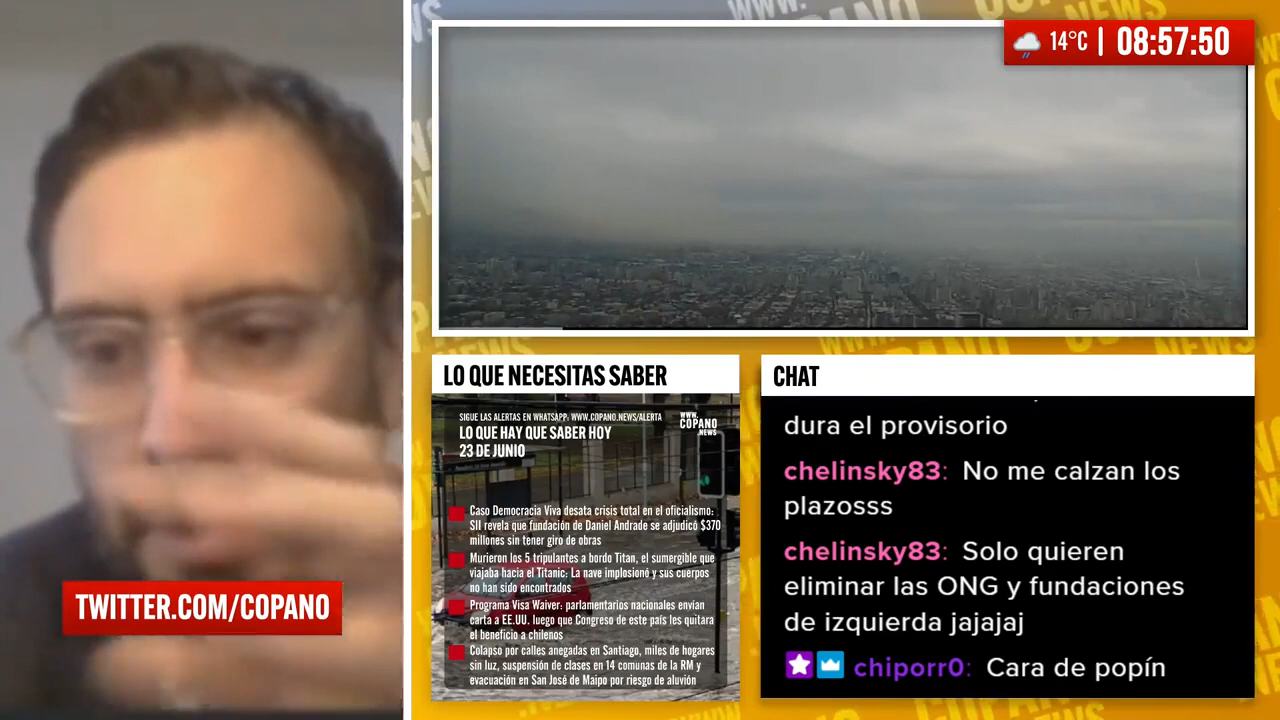 14°C | 08:57:50
LO QUE NECESITAS SABER
SIGUE LAS ALERTAS EN WHATSAPP: WWW.COPANO.NEWS/ALERTA
LO QUE HAY QUE SABER HOY
23 DE JUNIO
WWW.
COPANO
.NEWS
Caso Democracia Viva desata crisis total en el oficialismo:
SII revela que fundación de Daniel Andrade se adjudicó $370
millones sin tener giro de obras
Murieron los 5 tripulantes a bordo Titan, el sumergible que
viajaba hacia el Titanic: La nave implosionó y sus cuerpos
no han sido encontrados
Programa Visa Waiver: parlamentarios nacionales envían
carta a EE.UU. luego que Congreso de este país les quitara
el beneficio a chilenos
Colapso por calles anegadas en Santiago, miles de hogares
sin luz, suspensión de clases en 14 comunas de la RM y
evacuación en San José de Maipo por riesgo de aluvión
CHAT
dura el provisorio
chelinsky83: No me calzan los
plazosss
chelinsky83: Solo quieren
eliminar las ONG y fundaciones
de izquierda jajajaj
chiporr0: Cara de popín
TWITTER.COM/COPANO